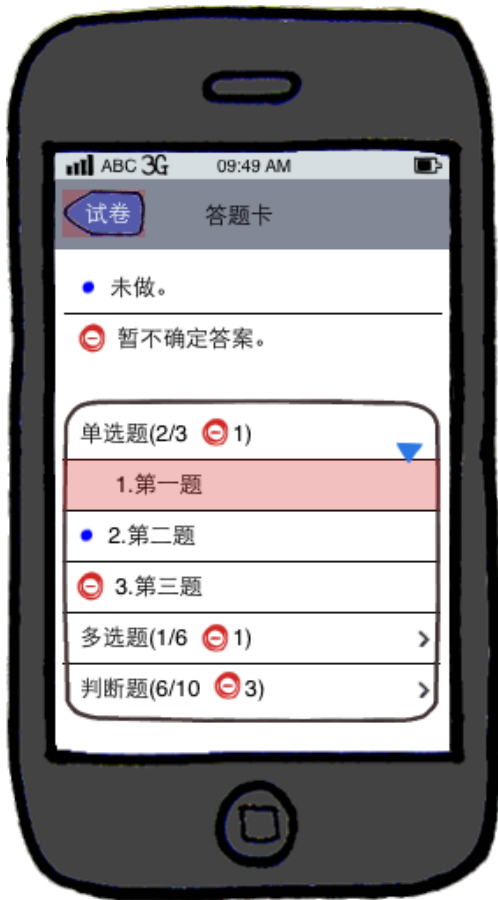 ABC 3G 09:49 AM
试卷 答题卡
未做。
暂不确定答案。
单选题(2/3 1)
1.第一题
2.第二题
3.第三题
多选题(1/6 1)
判断题(6/10 3)